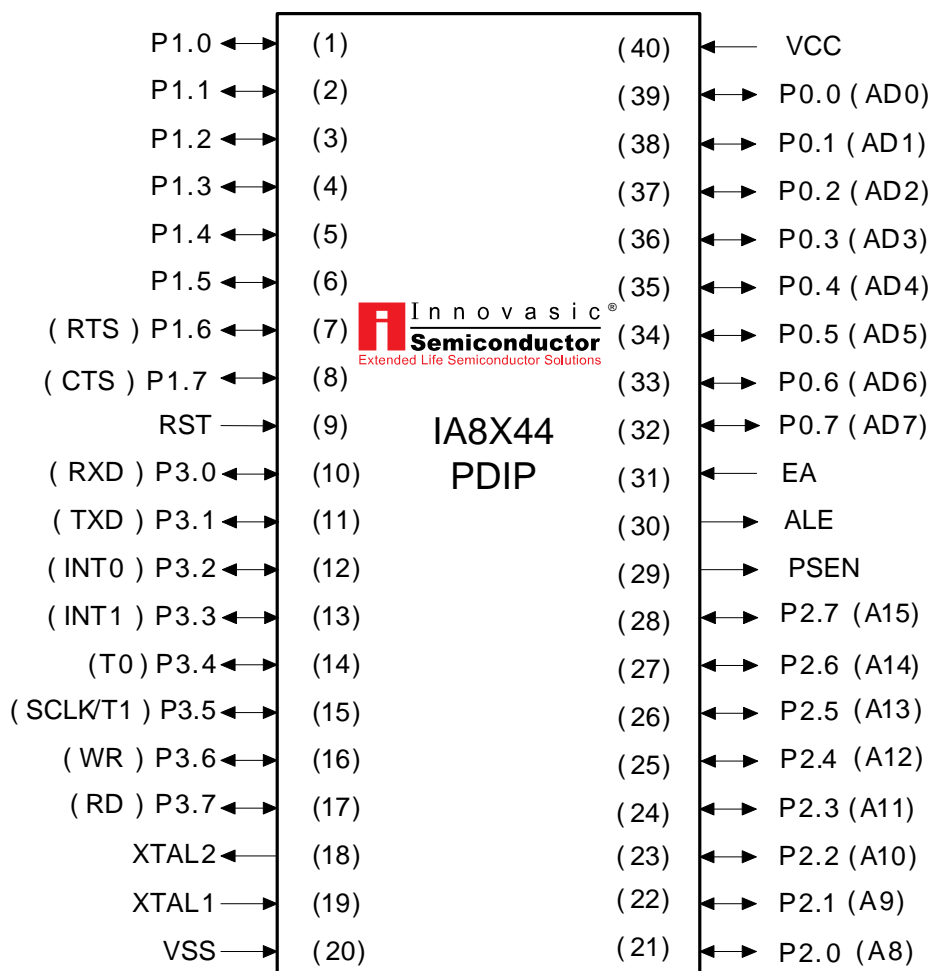 P1.0 (1) (40) VCC
P1.1 (2) (39) P0.0 (AD0)
P1.2 (3) (38) P0.1 (AD1)
P1.3 (4) (37) P0.2 (AD2)
P1.4 (5) (36) P0.3 (AD3)
P1.5 (6) (35) P0.4 (AD4)
i Innovasic®
Semiconductor
Extended Life Semiconductor Solutions
(RTS) P1.6 (7) (34) P0.5 (AD5)
(CTS) P1.7 (8) (33) P0.6 (AD6)
RST (9) IA8X44 (32) P0.7 (AD7)
(RXD) P3.0 (10) PDIP (31) EA
(TXD) P3.1 (11) (30) ALE
(INT0) P3.2 (12) (29) PSEN
(INT1) P3.3 (13) (28) P2.7 (A15)
(T0) P3.4 (14) (27) P2.6 (A14)
(SCLK/T1) P3.5 (15) (26) P2.5 (A13)
(WR) P3.6 (16) (25) P2.4 (A12)
(RD) P3.7 (17) (24) P2.3 (A11)
XTAL2 (18) (23) P2.2 (A10)
XTAL1 (19) (22) P2.1 (A9)
VSS (20) (21) P2.0 (A8)